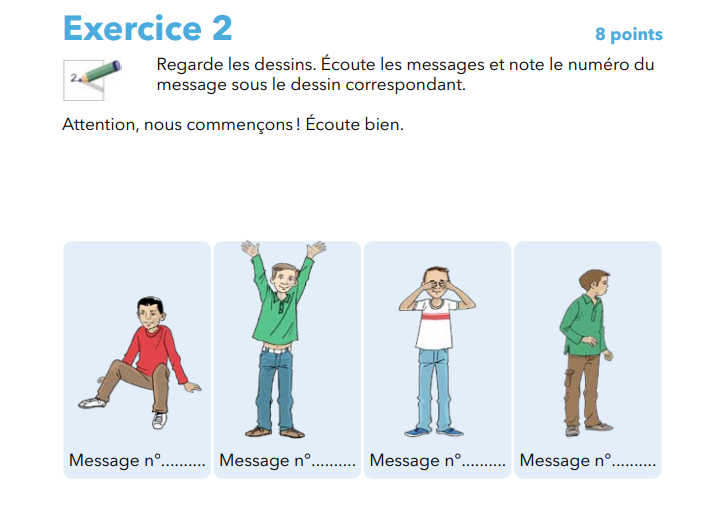 Exercice 2
8 points
2
Regarde les dessins. Écoute les messages et note le numéro du
message sous le dessin correspondant.
Attention, nous commençons ! Écoute bien.
Message n°..........
Message n°..........
Message n°..........
Message n°..........